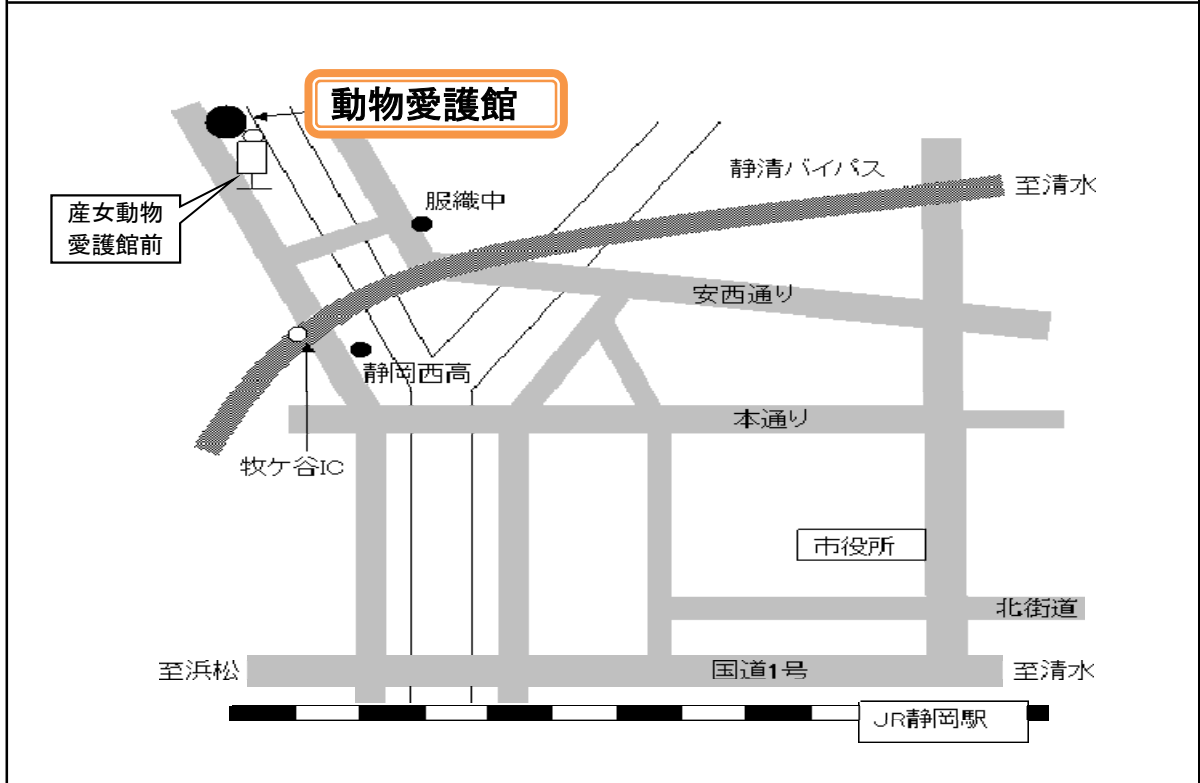 動物愛護館
静清バイパス
至清水
服織中
産女動物
愛護館前
安西通り
静岡西高
本通り
牧ケ谷IC
市役所
北街道
至浜松
国道1号
至清水
JR静岡駅